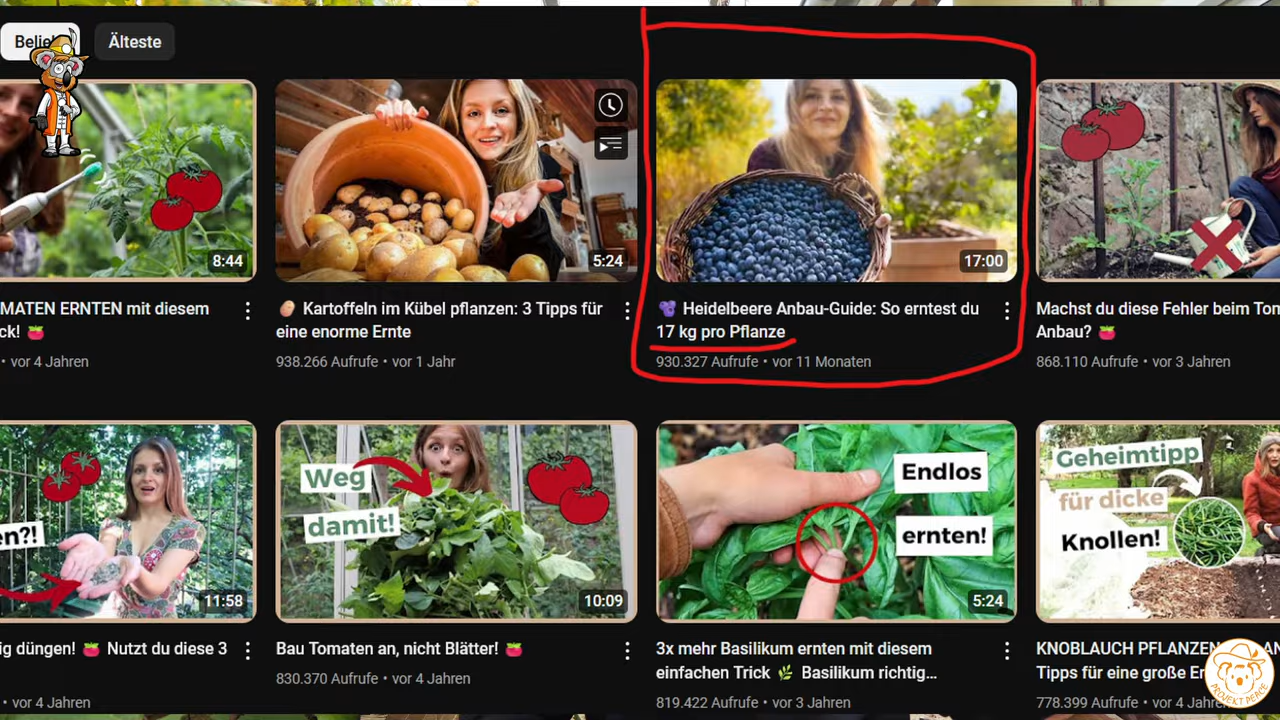 Belie
Älteste
8:44
5:24
17:00
MATEN ERNTEN mit diesem
ck! 
Kartoffeln im Kübel pflanzen: 3 Tipps für
eine enorme Ernte
Heidelbeere Anbau-Guide: So erntest du
17 kg pro Pflanze
Machst du diese Fehler beim Tom
Anbau?
• vor 4 Jahren
938.266 Aufrufe • vor 1 Jahr
930.327 Aufrufe • vor 11 Monaten
868.110 Aufrufe • vor 3 Jahren
en?!
11:58
Weg
damit!
10:09
Endlos
ernten!
5:24
Geheimtipp
für dicke
Knollen!
ig düngen! Nutzt du diese 3
Bau Tomaten an, nicht Blätter!
3x mehr Basilikum ernten mit diesem
einfachen Trick Basilikum richtig...
KNOBLAUCH PFLANZEN
Tipps für eine große Er
• vor 4 Jahren
830.370 Aufrufe • vor 4 Jahren
819.422 Aufrufe • vor 3 Jahren
778.399 Aufrufe • vor 4 Jahren
PROJEKT PEACE